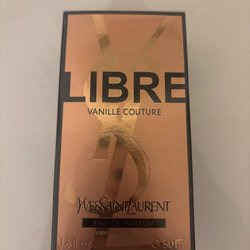 LIBRE
VANILLE COUTURE
YVESSAINTLAURENT
EAU DE PARFUM